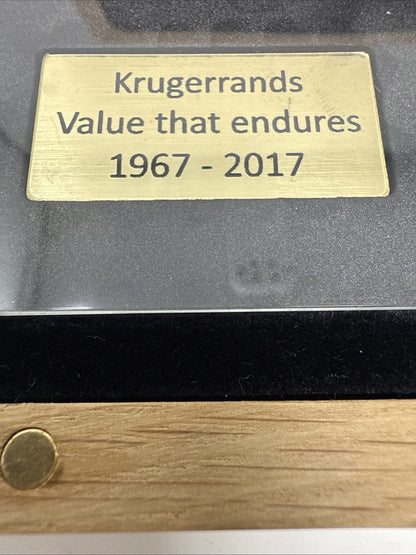 Krugerrands
Value that endures
1967 - 2017